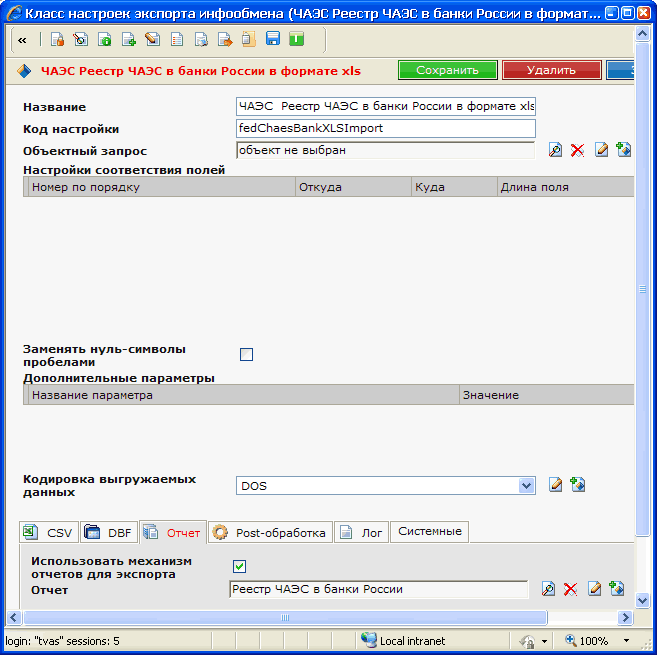 Класс настроек экспорта инфообмена (ЧАЭС Реестр ЧАЭС в банки России в формат...
«
ЧАЭС Реестр ЧАЭС в банки России в формате xls
Сохранить
Удалить
Название
ЧАЭС Реестр ЧАЭС в банки России в формате xls
Код настройки
fedChaesBankXLSImport
Объектный запрос
объект не выбран
Настройки соответствия полей
Номер по порядку Откуда Куда Длина поля
Заменять нуль-символы
пробелами
Дополнительные параметры
Название параметра Значение
Кодировка выгружаемых
данных
DOS
CSV DBF Отчет Post-обработка Лог Системные
Использовать механизм
отчетов для экспорта
Отчет
Реестр ЧАЭС в банки России
login: "tvas" sessions: 5 Local intranet 100%